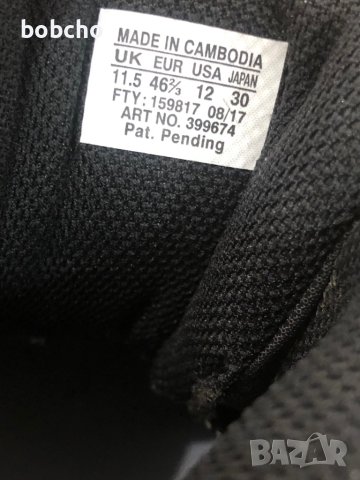 bobcho
MADE IN CAMBODIA
UK EUR USA JAPAN
11.5 46⅔ 12 30
FTY: 159817 08/17
ART NO. 399674
Pat. Pending
BAZAR